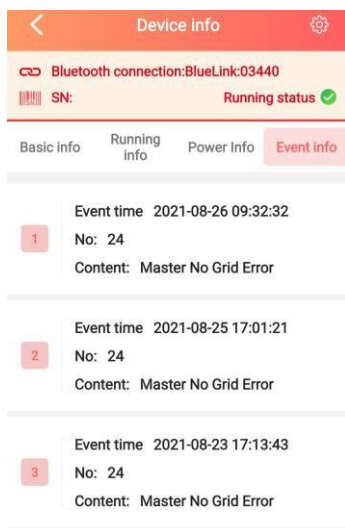 Device info
Bluetooth connection:BlueLink:03440
SN: Running status
Basic info Running info Power Info Event info
1
Event time 2021-08-26 09:32:32
No: 24
Content: Master No Grid Error
2
Event time 2021-08-25 17:01:21
No: 24
Content: Master No Grid Error
3
Event time 2021-08-23 17:13:43
No: 24
Content: Master No Grid Error